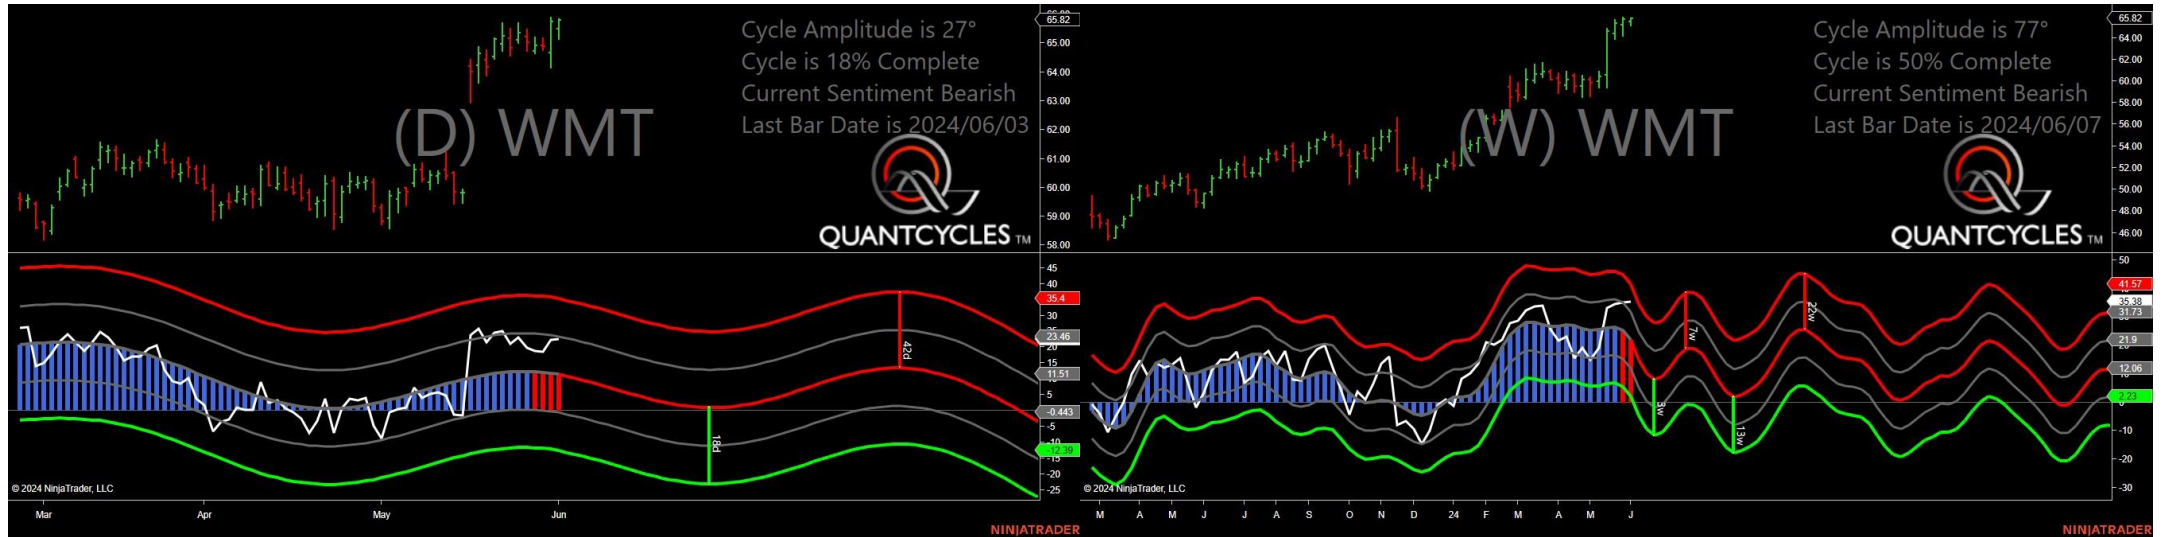 Cycle Amplitude is 27°
Cycle is 18% Complete
Current Sentiment Bearish
Last Bar Date is 2024/06/03
(D) WMT
QUANTCYCLES TM
65.82
65.00
64.00
63.00
62.00
61.00
60.00
59.00
58.00
45
40
35.4
30
23.46
20
15
11.51
5
-0.443
-5
-10
-12.39
-15
-20
-25
42d
18d
© 2024 NinjaTrader, LLC
Mar
Apr
May
Jun
NINJATRADER
Cycle Amplitude is 77°
Cycle is 50% Complete
Current Sentiment Bearish
Last Bar Date is 2024/06/07
(W) WMT
QUANTCYCLES TM
65.82
64.00
62.00
60.00
58.00
56.00
54.00
52.00
50.00
48.00
46.00
50
41.57
35.38
31.73
21.9
12.06
2.23
-10
-20
-30
7w
22w
3w
13w
© 2024 NinjaTrader, LLC
M A M J J A S O N D 24 F M A M J
NINJATRADER